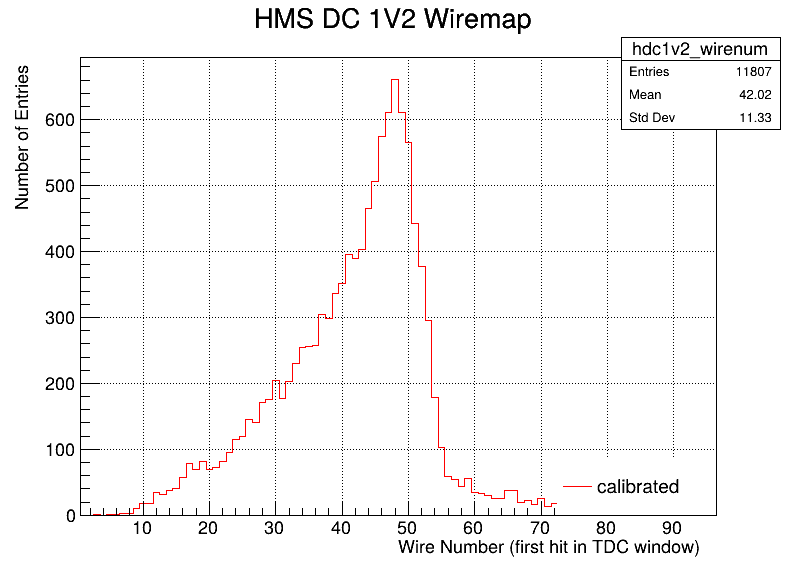 HMS DC 1V2 Wiremap
hdc1v2_wirenum
Entries 11807
Mean 42.02
Std Dev 11.33
Number of Entries
600
500
400
300
200
100
0
calibrated
10 20 30 40 50 60 70 80 90
Wire Number (first hit in TDC window)